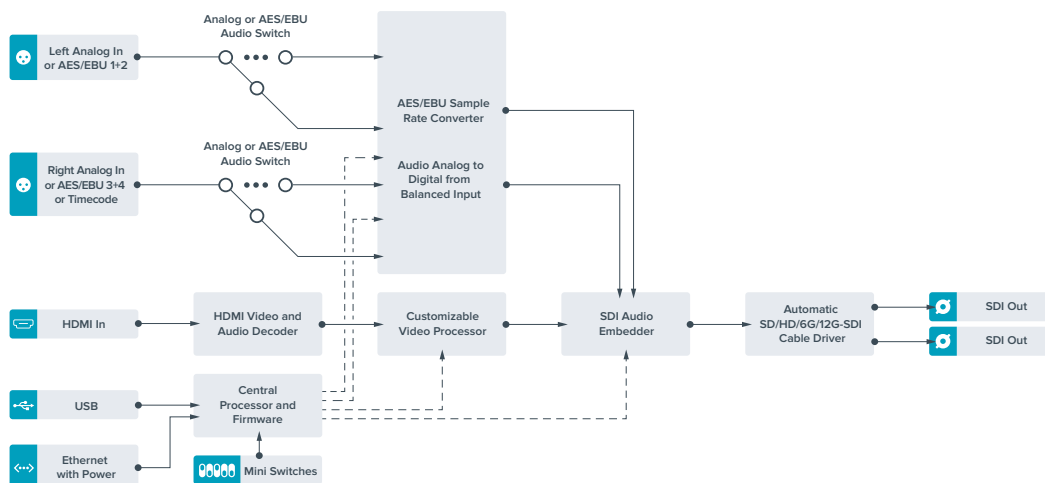 Analog or AES/EBU
Audio Switch
Left Analog In
or AES/EBU 1+2
AES/EBU Sample
Rate Converter
Analog or AES/EBU
Audio Switch
Right Analog In
or AES/EBU 3+4
or Timecode
Audio Analog to
Digital from
Balanced Input
HDMI In
HDMI Video and
Audio Decoder
Customizable
Video Processor
SDI Audio
Embedder
Automatic
SD/HD/6G/12G-SDI
Cable Driver
SDI Out
SDI Out
USB
Central
Processor and
Firmware
Ethernet
with Power
Mini Switches